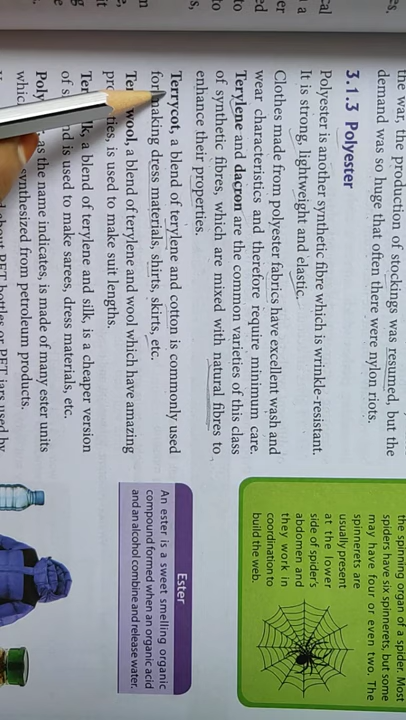 the war, the production of stockings was resumed, but the
demand was so huge that often there were nylon riots.
3.1.3 Polyester
Polyester is another synthetic fibre which is wrinkle-resistant.
It is strong, lightweight and elastic.
Clothes made from polyester fabrics have excellent wash and
wear characteristics and therefore require minimum care.
Terylene and dacron are the common varieties of this class
of synthetic fibres, which are mixed with natural fibres to
enhance their properties.
Terrycot, a blend of terylene and cotton is commonly used
for making dress materials, shirts, skirts, etc.
wool, a blend of terylene and wool which have amazing
is used to make suit lengths.
a blend of terylene and silk, is a cheaper version
of and is used to make sarees, dress materials, etc.
as the name indicates, is made of many ester units
synthesized from petroleum products.
PET bottles or PET jars used by
the spinning organ of a spider. Most
spiders have six spinnerets, but some
may have four or even two. The
spinnerets are
usually present
at the lower
side of spider's
abdomen and
they work in
coordination to
build the web.
Ester
An ester is a sweet smelling organic
compound formed when an organic acid
and an alcohol combine and release water.